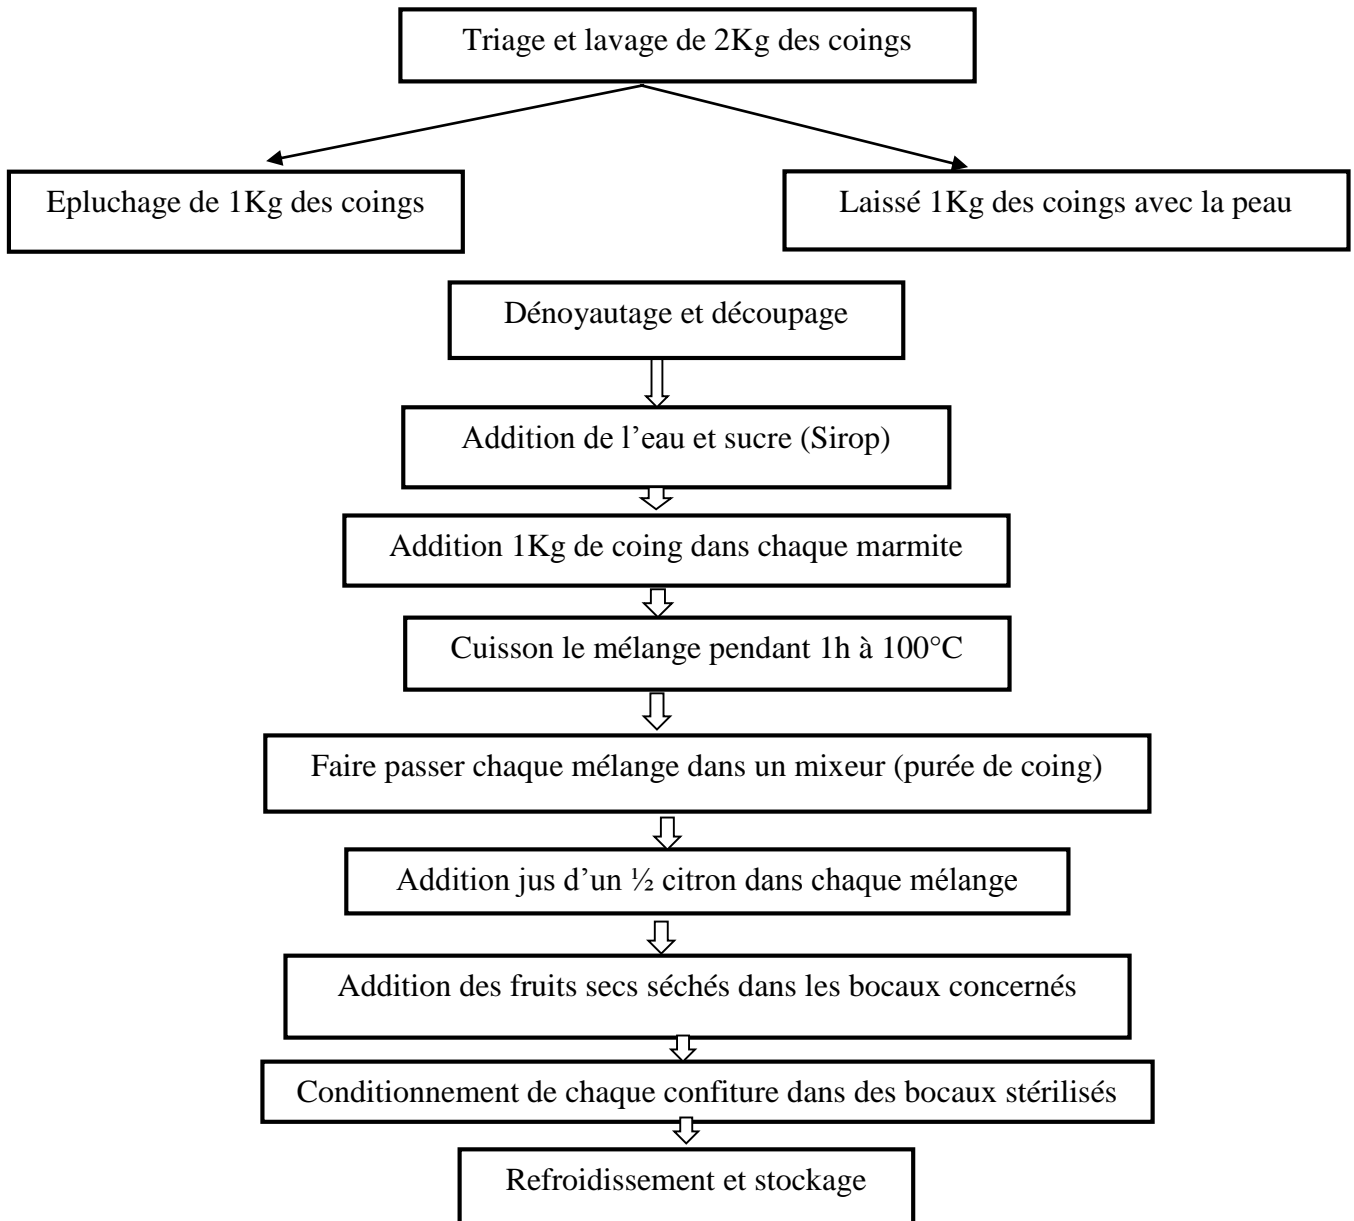 Triage et lavage de 2Kg des coings
Epluchage de 1Kg des coings
Laissé 1Kg des coings avec la peau
Dénoyautage et découpage
Addition de l’eau et sucre (Sirop)
Addition 1Kg de coing dans chaque marmite
Cuisson le mélange pendant 1h à 100°C
Faire passer chaque mélange dans un mixeur (purée de coing)
Addition jus d’un ½ citron dans chaque mélange
Addition des fruits secs séchés dans les bocaux concernés
Conditionnement de chaque confiture dans des bocaux stérilisés
Refroidissement et stockage